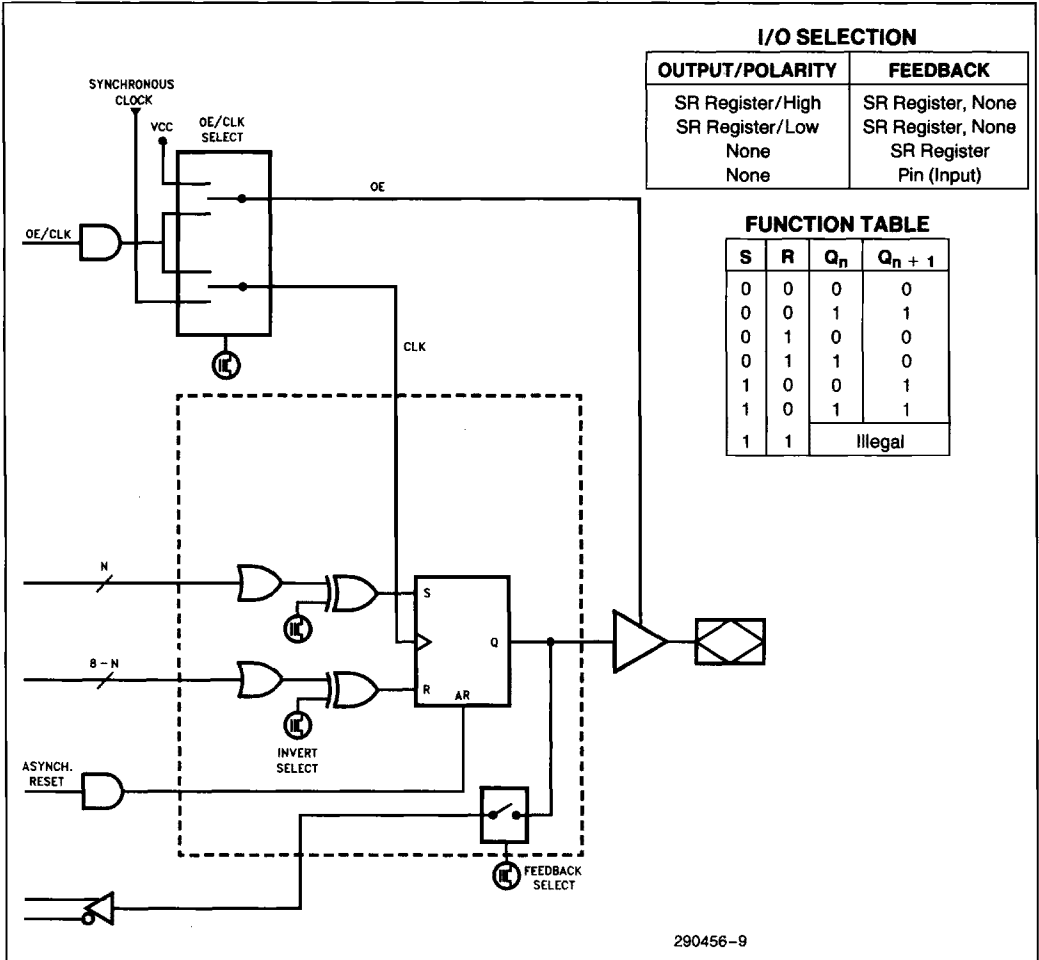 I/O SELECTION
OUTPUT/POLARITY FEEDBACK
SR Register/High SR Register, None
SR Register/Low SR Register, None
None SR Register
None Pin (Input)
FUNCTION TABLE
S R Qn Qn + 1
0 0 0 0
0 0 1 1
0 1 0 0
0 1 1 0
1 0 0 1
1 0 1 1
1 1 Illegal
SYNCHRONOUS
CLOCK
VCC
OE/CLK
SELECT
OE
OE/CLK
CLK
N
S
Q
8-N
R
AR
INVERT
SELECT
ASYNCH.
RESET
FEEDBACK
SELECT
290456-9